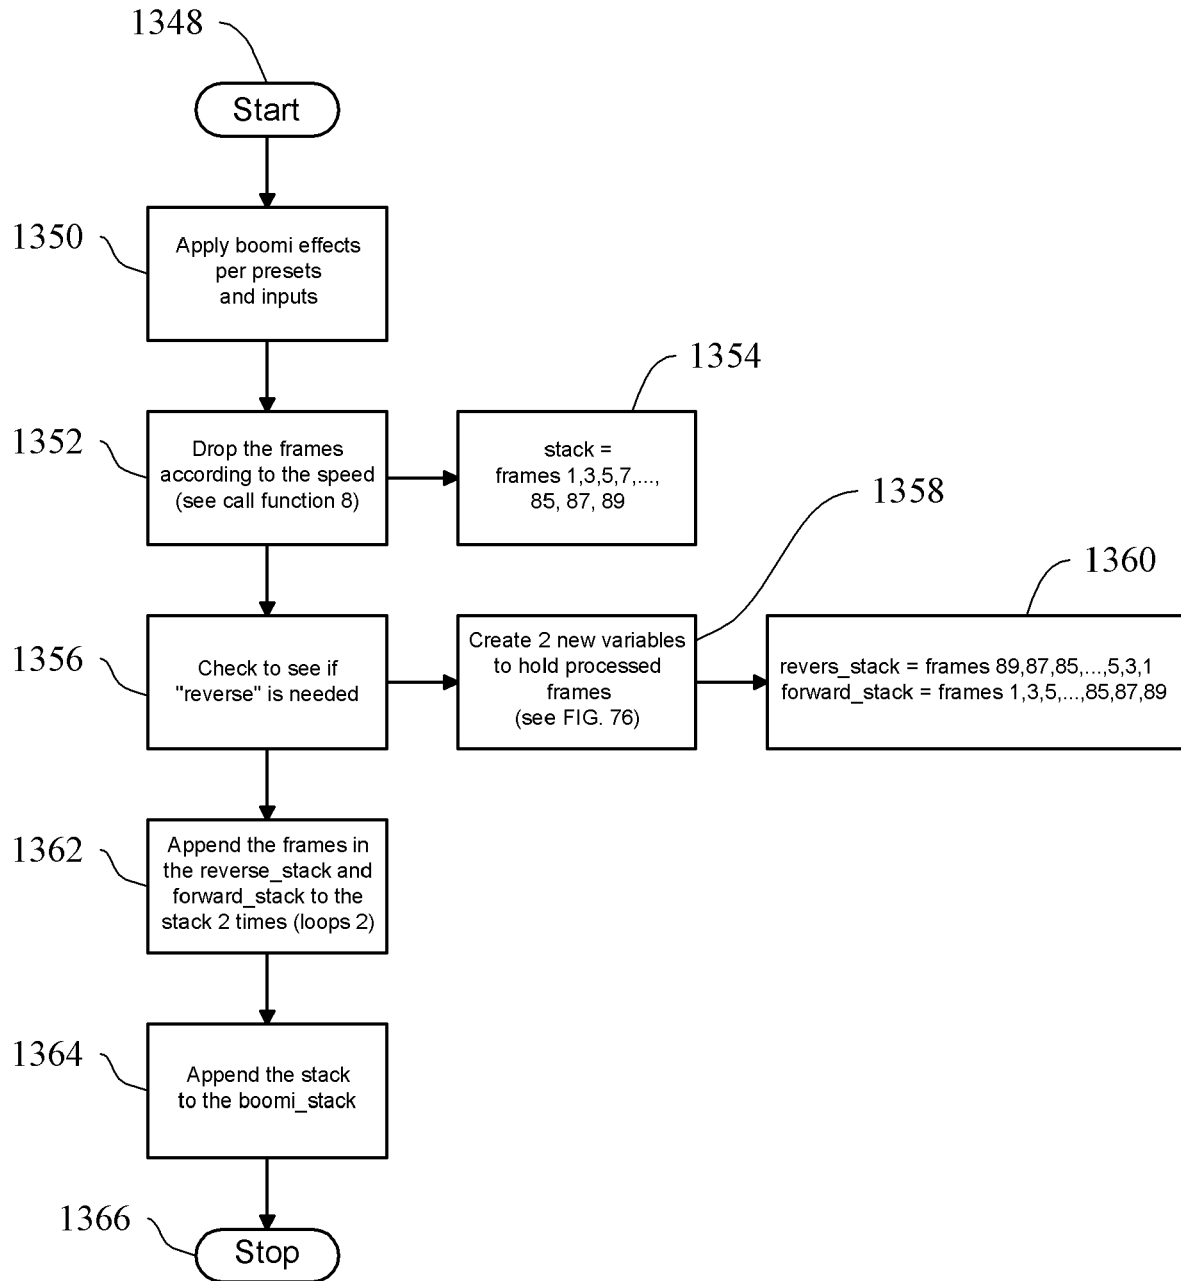 1348
Start
1350
Apply boomi effects
per presets
and inputs
1354
1352
Drop the frames
according to the speed
(see call function 8)
stack =
frames 1,3,5,7,...,
85, 87, 89
1358
1360
1356
Check to see if
"reverse" is needed
Create 2 new variables
to hold processed
frames
(see FIG. 76)
revers_stack = frames 89,87,85,...,5,3,1
forward_stack = frames 1,3,5,...,85,87,89
1362
Append the frames in
the reverse_stack and
forward_stack to the
stack 2 times (loops 2)
1364
Append the stack
to the boomi_stack
1366
Stop